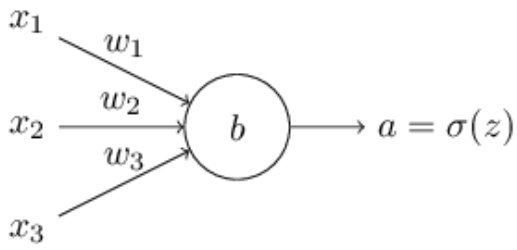 x₁
w₁
w₂
x₂
b
a = σ(z)
w₃
x₃